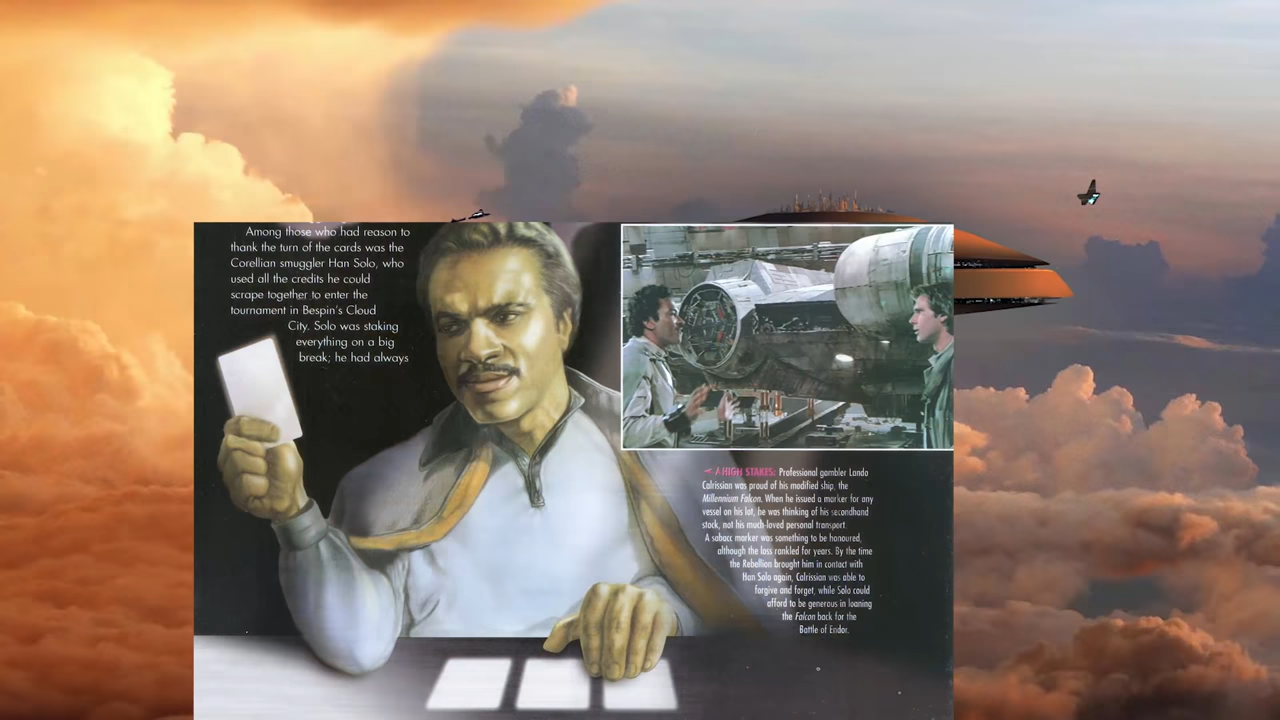 Among those who had reason to
thank the turn of the cards was the
Corellian smuggler Han Solo, who
used all the credits he could
scrape together to enter the
tournament in Bespin's Cloud
City. Solo was staking
everything on a big
break; he had always
HIGH STAKES: Professional gambler Lando
Calrissian was proud of his modified ship, the
Millennium Falcon. When he issued a marker for any
vessel on his lot, he was thinking of his secondhand
stock, not his much-loved personal transport.
A sabacc marker was something to be honoured,
although the loss rankled for years. By the time
the Rebellion brought him in contact with
Han Solo again, Calrissian was able to
forgive and forget, while Solo could
afford to be generous in loaning
the Falcon back for the
Battle of Endor.